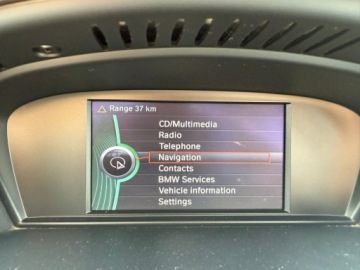 Range 37 km
CD/Multimedia
Radio
Telephone
Navigation
Contacts
BMW Services
Vehicle information
Settings